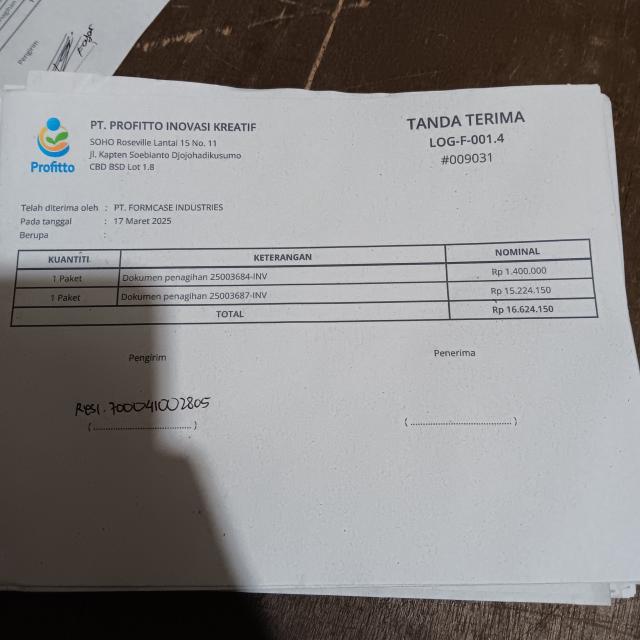 Pengirim
Fajar
Profitto
PT. PROFITTO INOVASI KREATIF
SOHO Roseville Lantai 15 No. 11
Jl. Kapten Soebianto Djojohadikusumo
CBD BSD Lot 1.8
TANDA TERIMA
LOG-F-001.4
#009031
Telah diterima oleh : PT. FORMCASE INDUSTRIES
Pada tanggal : 17 Maret 2025
Berupa :
KUANTITI KETERANGAN NOMINAL
1 Paket Dokumen penagihan 25003684-INV Rp 1.400.000
1 Paket Dokumen penagihan 25003687-INV Rp 15.224.150
TOTAL Rp 16.624.150
Pengirim Penerima
RESI. 700041002805
(....................................) (....................................)